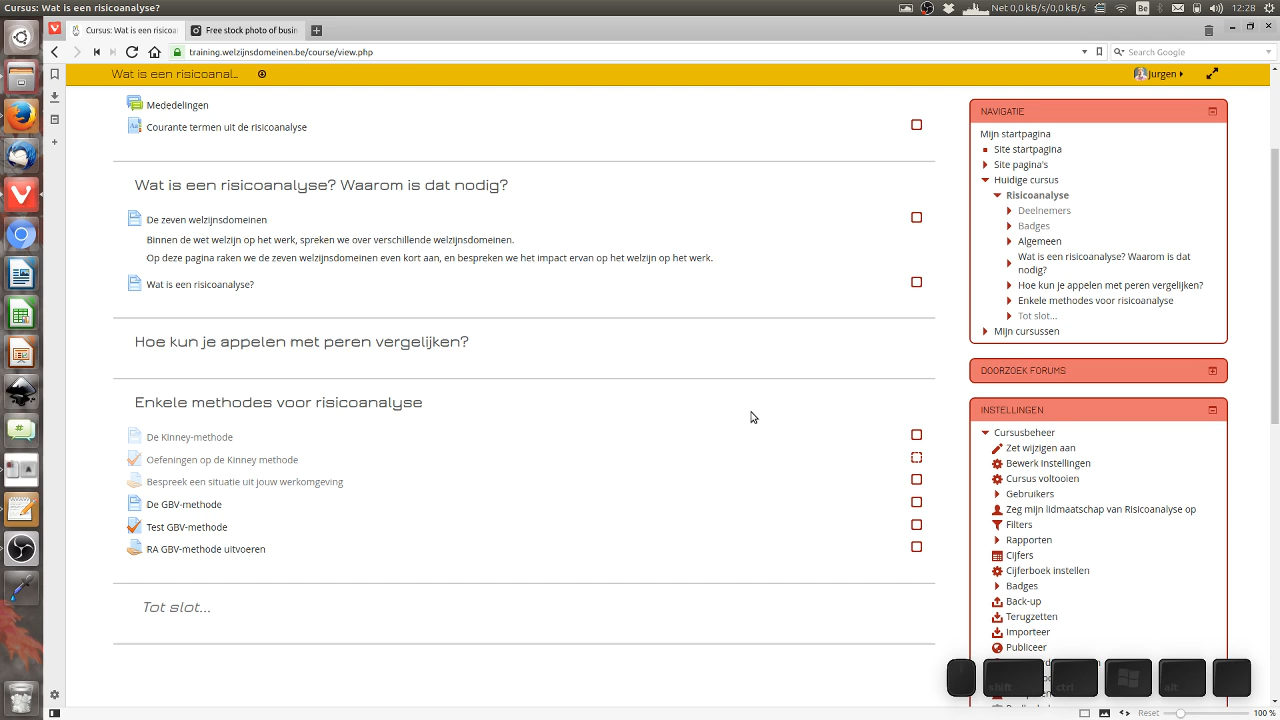 Cursus: Wat is een risicoanalyse?
Be
Net 0,0 kB/s/0,0 kB/s
12:28
Cursus: Wat is een risicoa
Free stock photo of busin
training.welzijnsdomeinen.be/course/view.php
Search Google
Wat is een risicoanal...
Jurgen
Mededelingen
Courante termen uit de risicoanalyse
Wat is een risicoanalyse? Waarom is dat nodig?
De zeven welzijnsdomeinen
Binnen de wet welzijn op het werk, spreken we over verschillende welzijnsdomeinen.
Op deze pagina raken we de zeven welzijnsdomeinen even kort aan, en bespreken we het impact ervan op het welzijn op het werk.
Wat is een risicoanalyse?
Hoe kun je appelen met peren vergelijken?
Enkele methodes voor risicoanalyse
De Kinney-methode
Oefeningen op de Kinney methode
Bespreek een situatie uit jouw werkomgeving
De GBV-methode
Test GBV-methode
RA GBV-methode uitvoeren
Tot slot...
NAVIGATIE
Mijn startpagina
Site startpagina
Site pagina's
Huidige cursus
Risicoanalyse
Deelnemers
Badges
Algemeen
Wat is een risicoanalyse? Waarom is dat
nodig?
Hoe kun je appelen met peren vergelijken?
Enkele methodes voor risicoanalyse
Tot slot...
Mijn cursussen
DOORZOEK FORUMS
INSTELLINGEN
Cursusbeheer
Zet wijzigen aan
Bewerk instellingen
Cursus voltooien
Gebruikers
Zeg mijn lidmaatschap van Risicoanalyse op
Filters
Rapporten
Cijfers
Cijferboek instellen
Badges
Back-up
Terugzetten
Importeer
Publiceer
shift
ctrl
alt
Reset
100 %